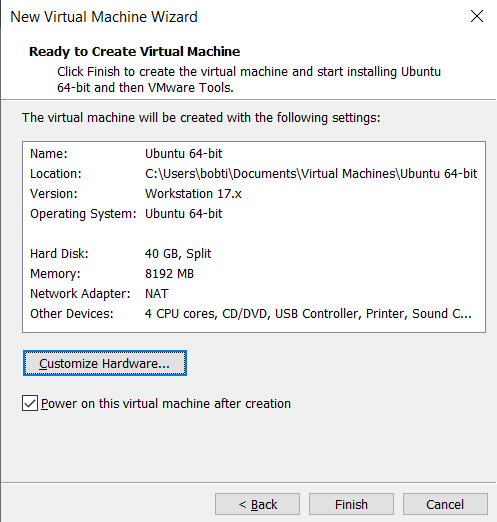 New Virtual Machine Wizard
Ready to Create Virtual Machine
Click Finish to create the virtual machine and start installing Ubuntu
64-bit and then VMware Tools.
The virtual machine will be created with the following settings:
Name: Ubuntu 64-bit
Location: C:\Users\bobti\Documents\Virtual Machines\Ubuntu 64-bit
Version: Workstation 17.x
Operating System: Ubuntu 64-bit
Hard Disk: 40 GB, Split
Memory: 8192 MB
Network Adapter: NAT
Other Devices: 4 CPU cores, CD/DVD, USB Controller, Printer, Sound C...
Customize Hardware...
Power on this virtual machine after creation
< Back Finish Cancel